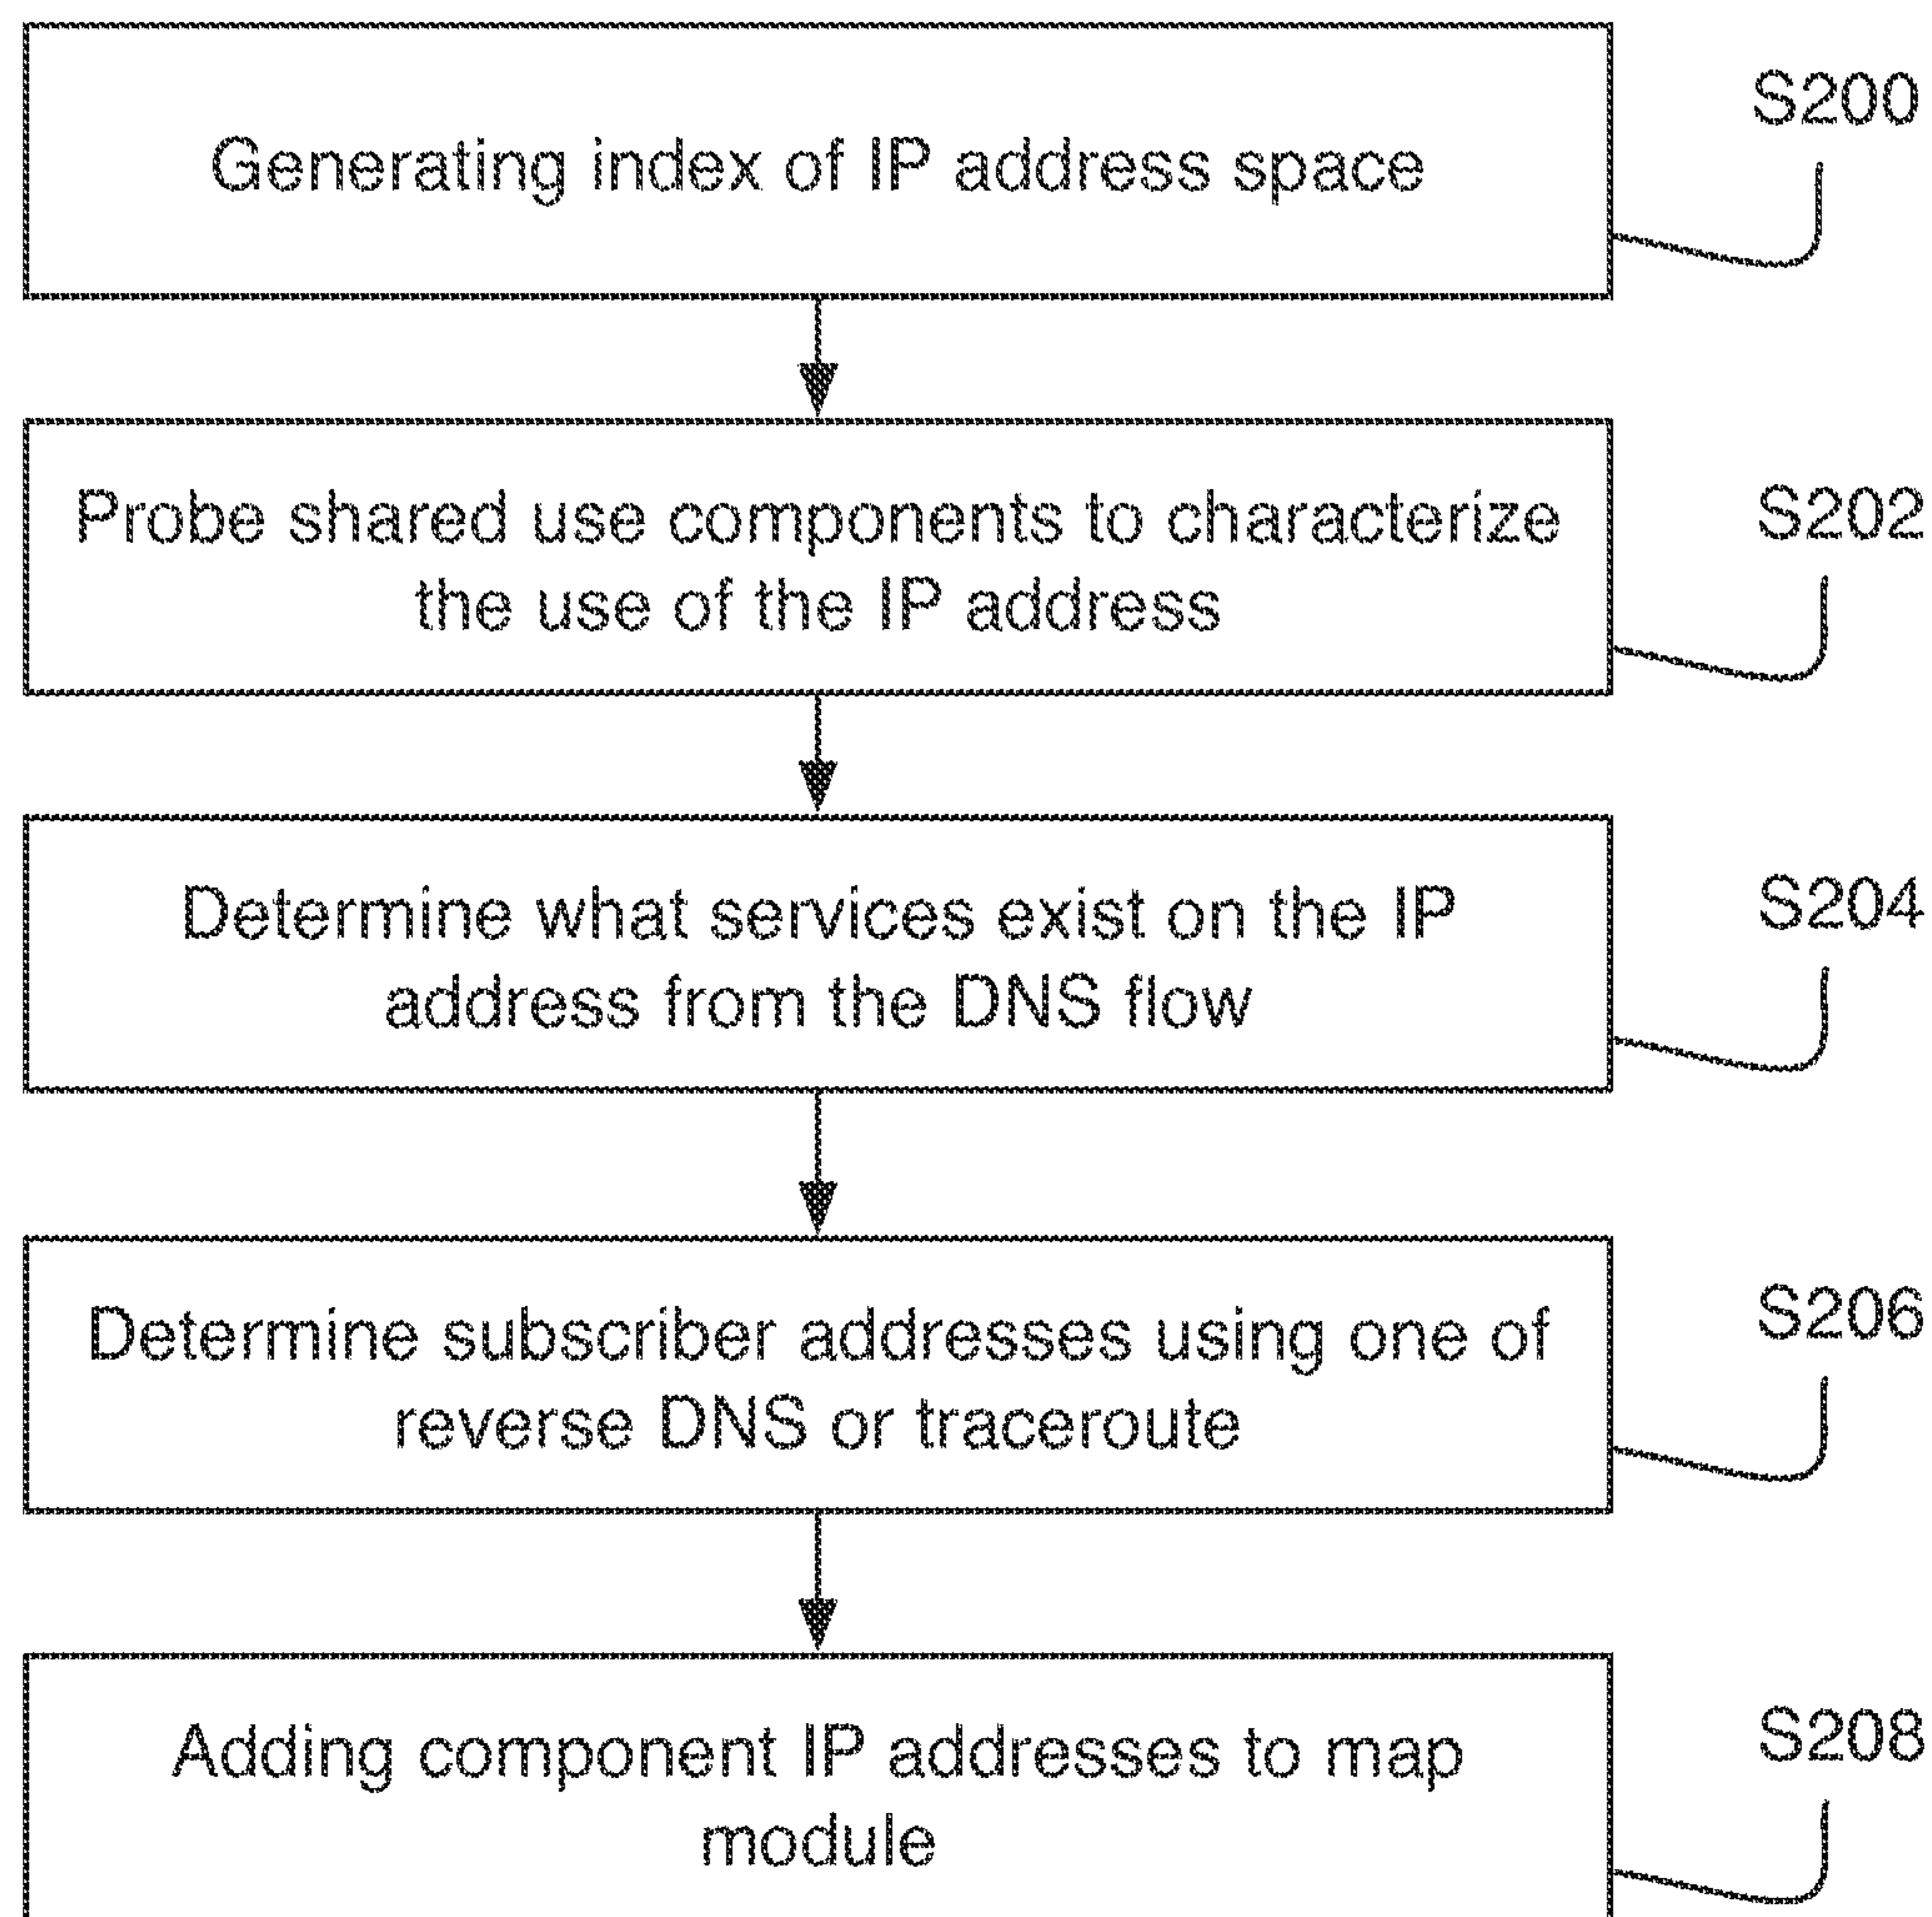 Generating index of IP address space
S200
Probe shared use components to characterize
the use of the IP address
S202
Determine what services exist on the IP
address from the DNS flow
S204
Determine subscriber addresses using one of
reverse DNS or traceroute
S206
Adding component IP addresses to map
module
S208